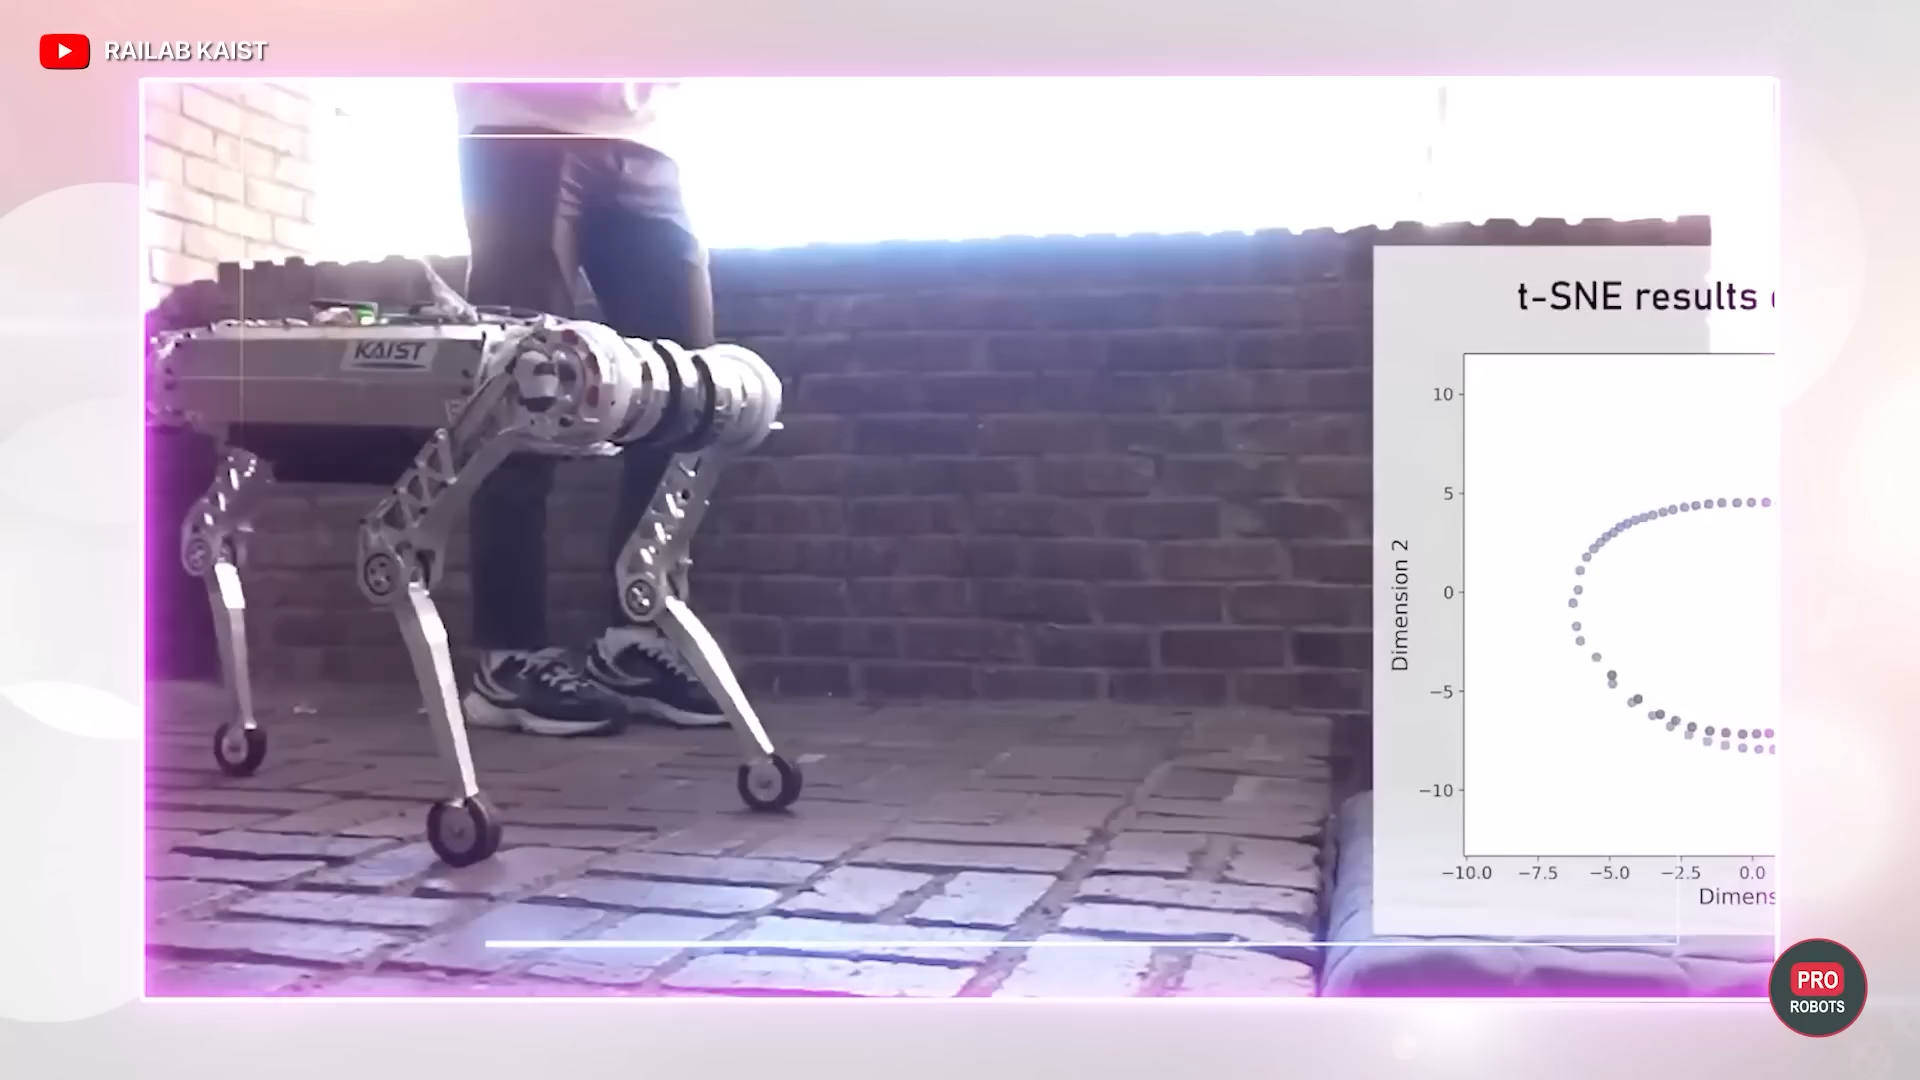 RAILAB KAIST
KAIST
t-SNE results
10
5
0
−5
−10
Dimension 2
−10.0 −7.5 −5.0 −2.5 0.0
Dimens
PRO
ROBOTS